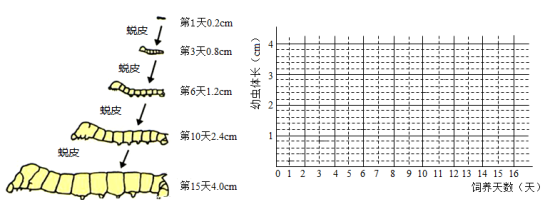 第1天0.2cm
蜕皮
第3天0.8cm
蜕皮
第6天1.2cm
蜕皮
第10天2.4cm
蜕皮
第15天4.0cm
幼虫体长（cm）
4
3
2
1
0 1 2 3 4 5 6 7 8 9 10 11 12 13 14 15 16
饲养天数（天）